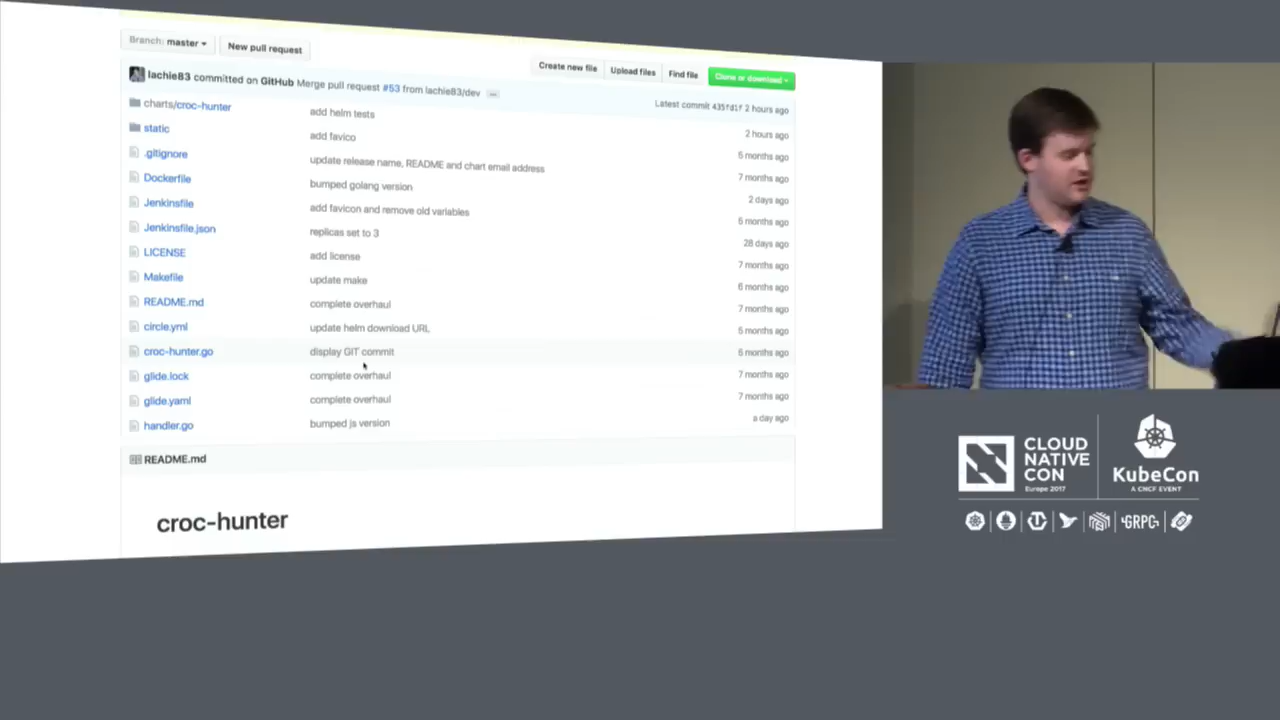 Branch: master
New pull request
Create new file
Upload files
Find file
Clone or download
lachie83 committed on GitHub Merge pull request #53 from lachie83/dev
Latest commit 435fd1f 2 hours ago
charts/croc-hunter
add helm tests
2 hours ago
static
add favico
6 months ago
.gitignore
update release name, README and chart email address
7 months ago
Dockerfile
bumped golang version
2 days ago
Jenkinsfile
add favicon and remove old variables
6 months ago
Jenkinsfile.json
replicas set to 3
28 days ago
LICENSE
add license
7 months ago
Makefile
update make
6 months ago
README.md
complete overhaul
7 months ago
circle.yml
update helm download URL
6 months ago
croc-hunter.go
display GIT commit
6 months ago
glide.lock
complete overhaul
7 months ago
glide.yaml
complete overhaul
7 months ago
handler.go
bumped js version
a day ago
README.md
croc-hunter
CLOUD
NATIVE
CON
Europe 2017
KubeCon
A CNCF EVENT
GRPC